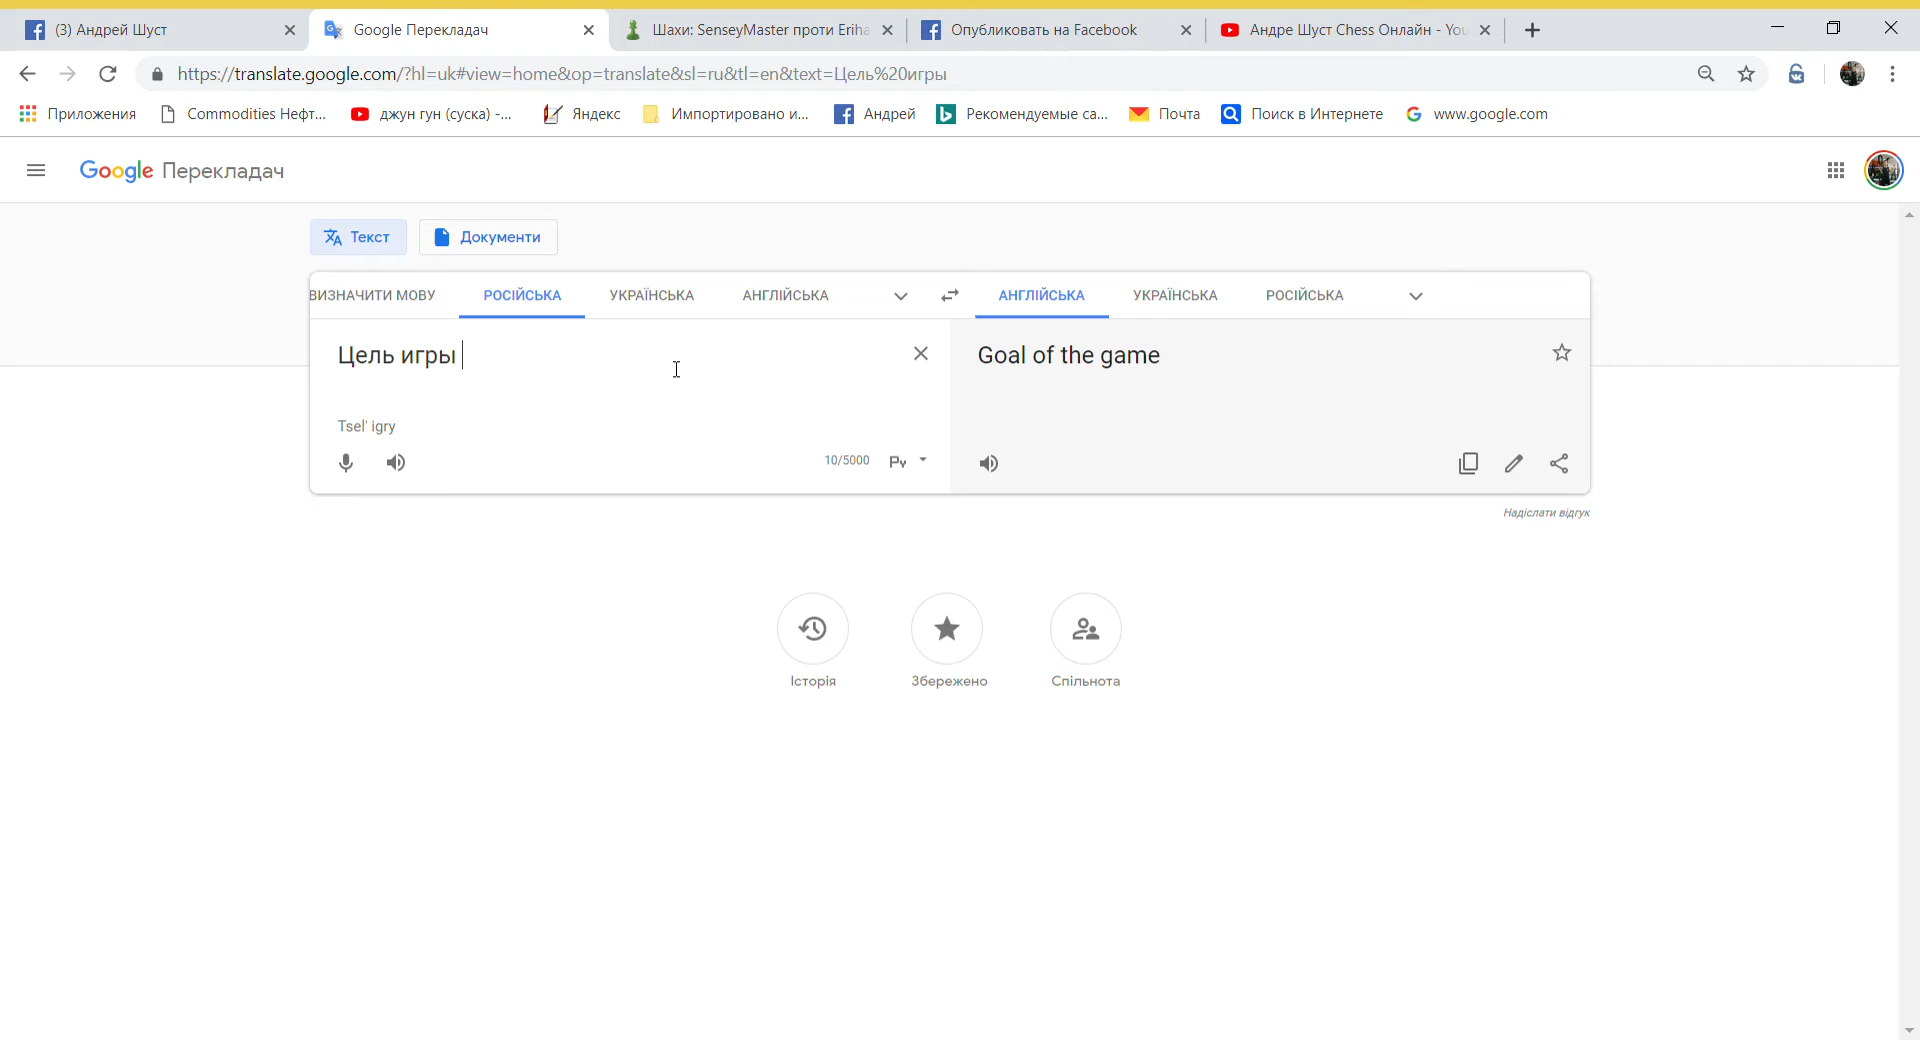 (3) Андрей Шуст
Google Перекладач
Шахи: SenseyMaster проти Eriha
Опубликовать на Facebook
Андре Шуст Chess Онлайн - You
https://translate.google.com/?hl=uk#view=home&op=translate&sl=ru&tl=en&text=Цель%20игры
Приложения Commodities Нефт... джун гун (суска) -... Яндекс Импортировано и... Андрей Рекомендуемые са... Почта Поиск в Интернете www.google.com
Google Перекладач
Текст Документи
ВИЗНАЧИТИ МОВУ РОСІЙСЬКА УКРАЇНСЬКА АНГЛІЙСЬКА АНГЛІЙСЬКА УКРАЇНСЬКА РОСІЙСЬКА
Цель игры
Goal of the game
Tsel' igry
10/5000 Ру
Надіслати відгук
Історія Збережено Спільнота